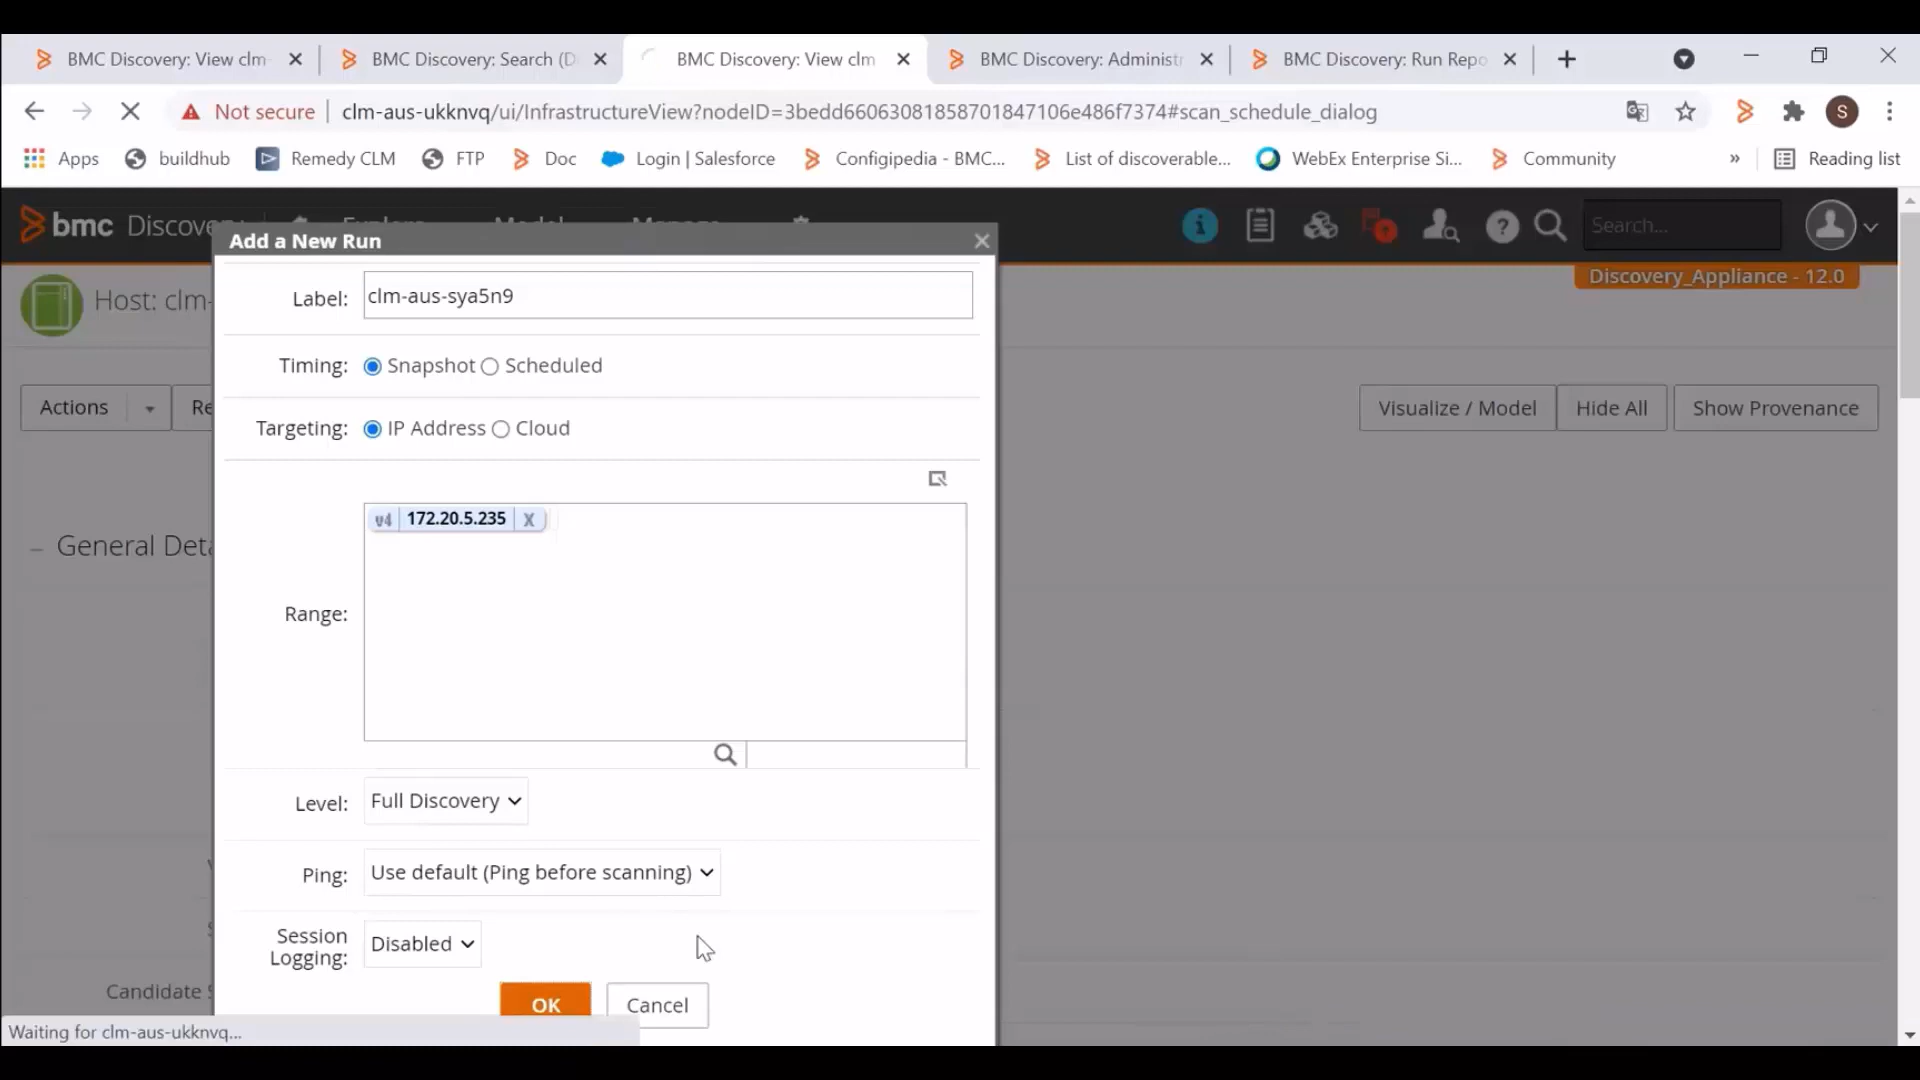 BMC Discovery: View clm
BMC Discovery: Search (D
BMC Discovery: View clm
BMC Discovery: Administr
BMC Discovery: Run Repo
Not secure
clm-aus-ukknvq/ui/InfrastructureView?nodeID=3bedd66063081858701847106e486f7374#scan_schedule_dialog
S
Apps
buildhub
Remedy CLM
FTP
Doc
Login | Salesforce
Configipedia - BMC...
List of discoverable...
WebEx Enterprise Si...
Community
»
Reading list
bmc Discove
Search...
Add a New Run
Discovery_Appliance - 12.0
Host: clm-
Label: clm-aus-sya5n9
Timing: Snapshot Scheduled
Actions
Re
Visualize / Model
Hide All
Show Provenance
Targeting: IP Address Cloud
v4 172.20.5.235 X
General Deta
Range:
Level: Full Discovery
Ping: Use default (Ping before scanning)
Session Logging: Disabled
Candidate S
OK
Cancel
Waiting for clm-aus-ukknvq...